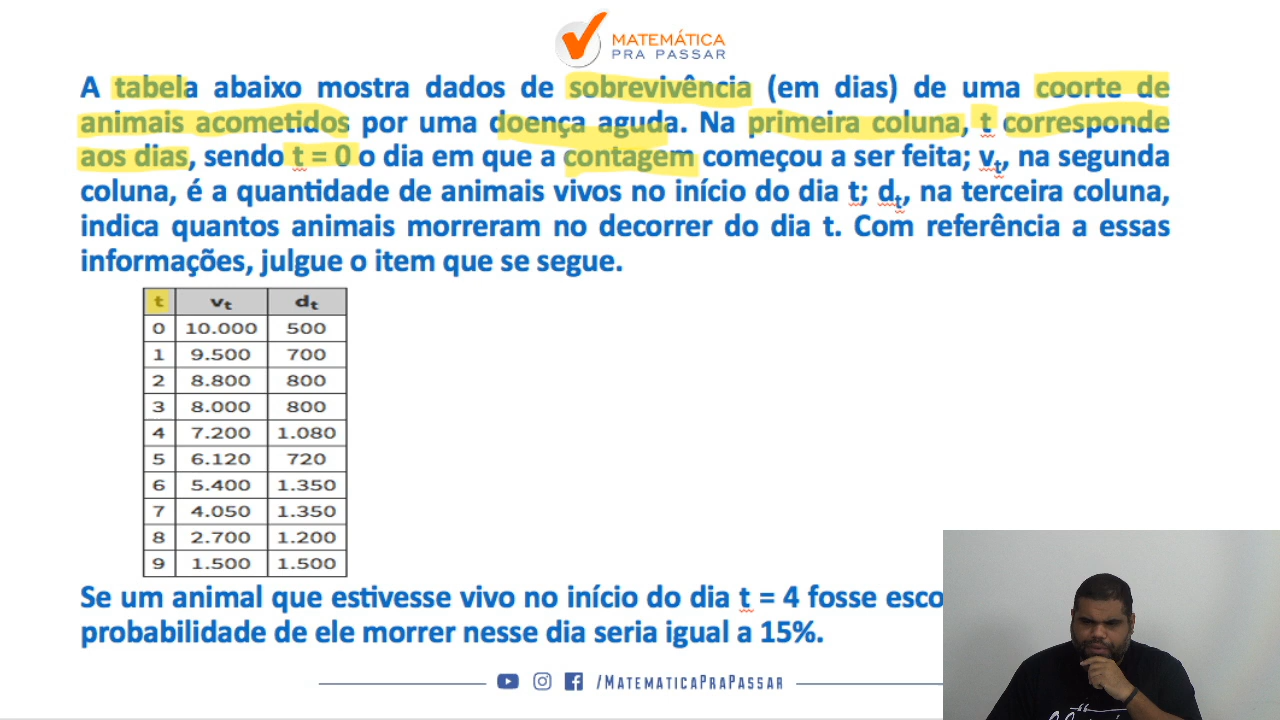 MATEMÁTICA
PRA PASSAR
A tabela abaixo mostra dados de sobrevivência (em dias) de uma coorte de
animais acometidos por uma doença aguda. Na primeira coluna, t corresponde
aos dias, sendo t = 0 o dia em que a contagem começou a ser feita; vt, na segunda
coluna, é a quantidade de animais vivos no início do dia t; dt, na terceira coluna,
indica quantos animais morreram no decorrer do dia t. Com referência a essas
informações, julgue o item que se segue.
t vt dt
0 10.000 500
1 9.500 700
2 8.800 800
3 8.000 800
4 7.200 1.080
5 6.120 720
6 5.400 1.350
7 4.050 1.350
8 2.700 1.200
9 1.500 1.500
Se um animal que estivesse vivo no início do dia t = 4 fosse esco
probabilidade de ele morrer nesse dia seria igual a 15%.
/MATEMATICAPRAPASSAR